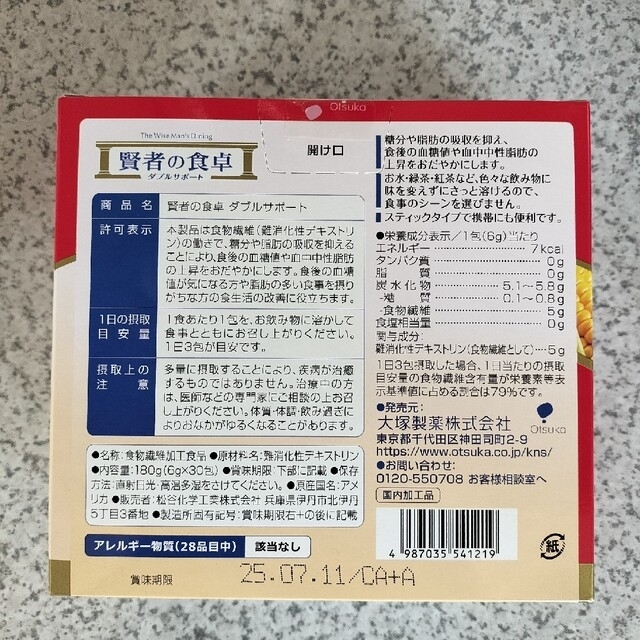 Otsuka
開け口
The Wise Man's Dining
賢者の食卓
ダブルサポート
商品名 賢者の食卓 ダブルサポート
許可表示 本製品は食物繊維(難消化性デキストリ
ン)の働きで、糖分や脂肪の吸収を抑える
ことにより、食後の血糖値や血中中性脂肪
の上昇をおだやかにします。食後の血糖
値が気になる方や脂肪の多い食事を摂り
がちな方の食生活の改善に役立ちます。
1日の摂取 1食あたり1包を、お飲み物に溶かして
目安量 食事とともにお召し上がりください。
1日3包が目安です。
摂取上の 多量に摂取することにより、疾病が治癒
注意 するものではありません。治療中の方
は、医師などの専門家にご相談の上お召
し上がりください。体質・体調・飲み過ぎに
よりおなかがゆるくなることがあります。
●名称:食物繊維加工食品 ●原材料名:難消化性デキストリン
●内容量:180g(6g×30包) ●賞味期限:下部に記載 ●保存
方法:直射日光・高温多湿をさけてください。 ●原産国名:アメ
リカ ●販売者:松谷化学工業株式会社 兵庫県伊丹市北伊丹
5丁目3番地 ●製造所固有記号:賞味期限右+の後に記載
アレルギー物質(28品目中) 該当なし
賞味期限 25.07.11/CA+A
糖分や脂肪の吸収を抑え、
食後の血糖値や血中中性脂肪の
上昇をおだやかにします。
お水・緑茶・紅茶など、色々な飲み物に
味を変えずにさっと溶けるので、
食事のシーンを選びません。
スティックタイプで携帯にも便利です。
●栄養成分表示/1包(6g)当たり
エネルギー 7kcal
タンパク質 0g
脂質 0g
炭水化物 5.1~5.8g
-糖質 0.1~0.8g
-食物繊維 5g
食塩相当量 0g
関与成分:
難消化性デキストリン(食物繊維として)…5g
1日3包摂取した場合、1日当たりの摂取
目安量の食物繊維含有量が栄養素等表
示基準値に占める割合は79%です。
●発売元:
大塚製薬株式会社
東京都千代田区神田司町2-9
https://www.otsuka.co.jp/kns/
●お問い合わせ:
0120-550708 お客様相談室へ
Otsuka
国内加工品
4 987035 541219
紙